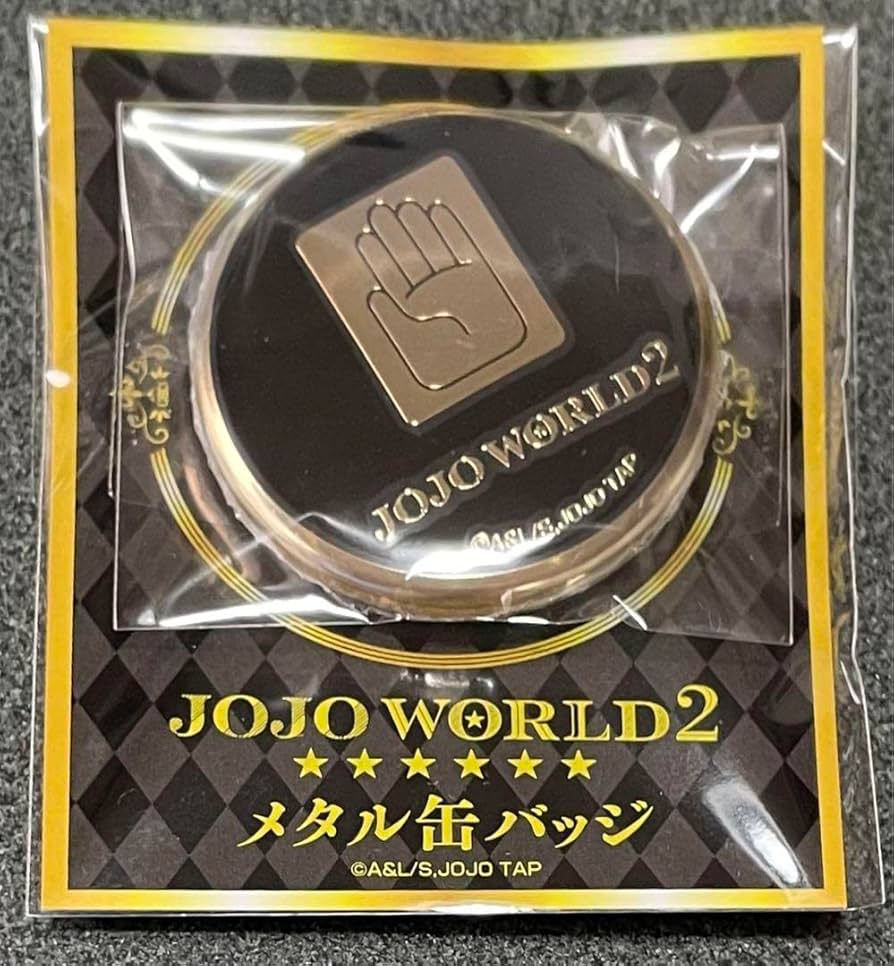 JOJO WORLD2
©A&L/S,JOJO TAP
JOJO WORLD2
★★★★★★
メタル缶バッジ
©A&L/S,JOJO TAP